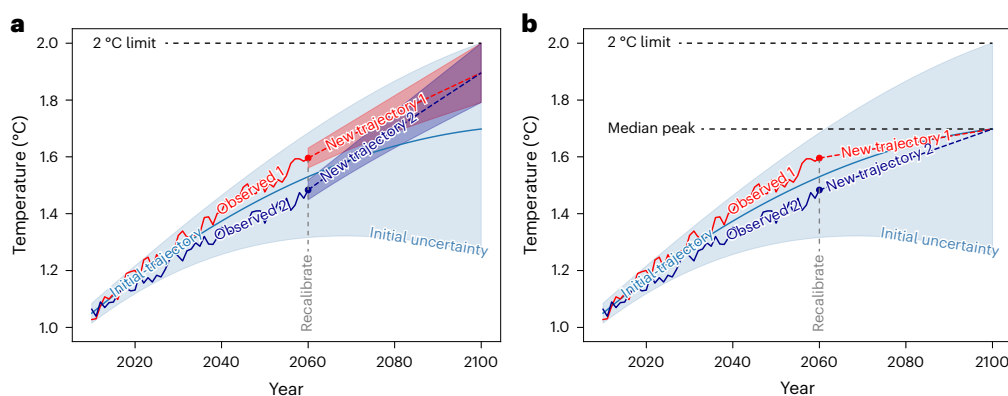 a
b
2.0
1.8
1.6
1.4
1.2
1.0
Temperature (°C)
2 °C limit
New trajectory 1
New trajectory 2
Observed 1
Observed 2
Initial trajectory
Initial uncertainty
Recalibrate
2020
2040
2060
2080
2100
Year
2.0
1.8
1.6
1.4
1.2
1.0
Temperature (°C)
2 °C limit
Median peak
New trajectory 1
New trajectory 2
Observed 1
Observed 2
Initial trajectory
Initial uncertainty
Recalibrate
2020
2040
2060
2080
2100
Year